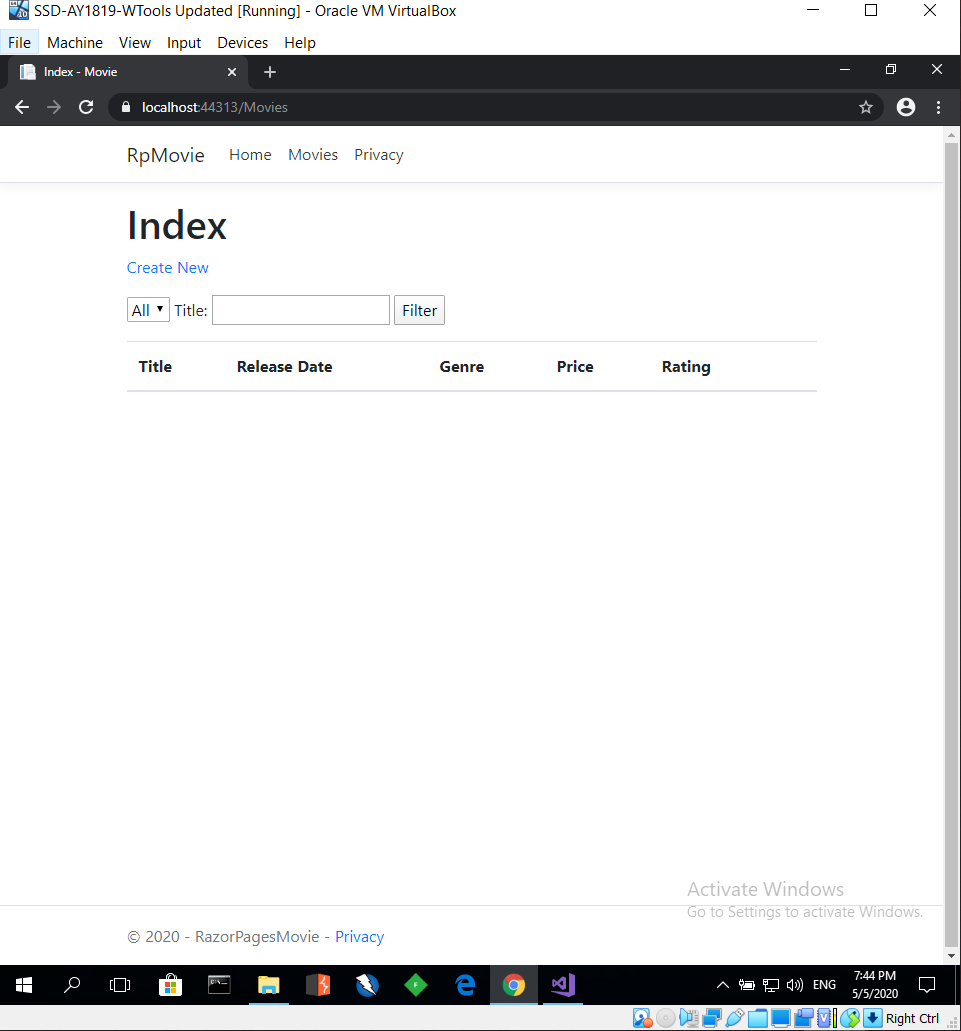 SSD-AY1819-WTools Updated [Running] - Oracle VM VirtualBox
File Machine View Input Devices Help
Index - Movie
localhost:44313/Movies
RpMovie Home Movies Privacy
Index
Create New
All Title: Filter
Title Release Date Genre Price Rating
Activate Windows
Go to Settings to activate Windows.
© 2020 - RazorPagesMovie - Privacy
7:44 PM
ENG
5/5/2020
Right Ctrl